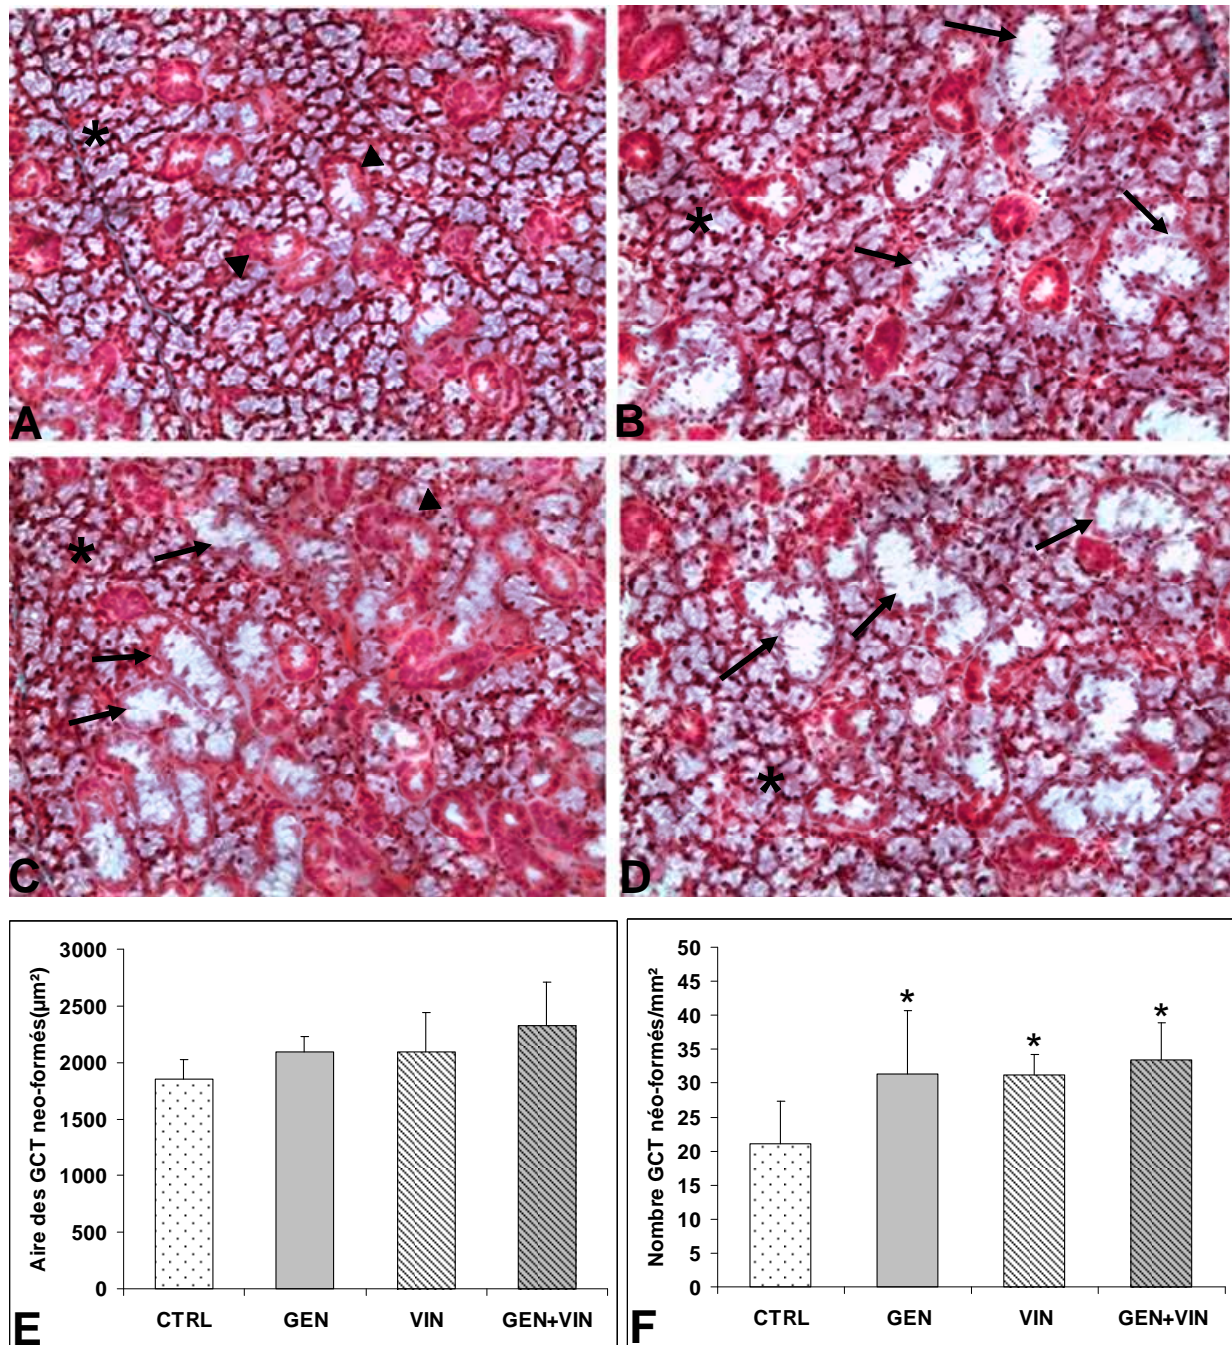 A
*
B
*
C
*
D
*
Aire des GCT neo-formés(µm²)
3000
2500
2000
1500
1000
500
0
CTRL GEN VIN GEN+VIN
E
Nombre GCT néo-formés/mm²
50
45
40
35
30
25
20
15
10
5
0
* * *
CTRL GEN VIN GEN+VIN
F